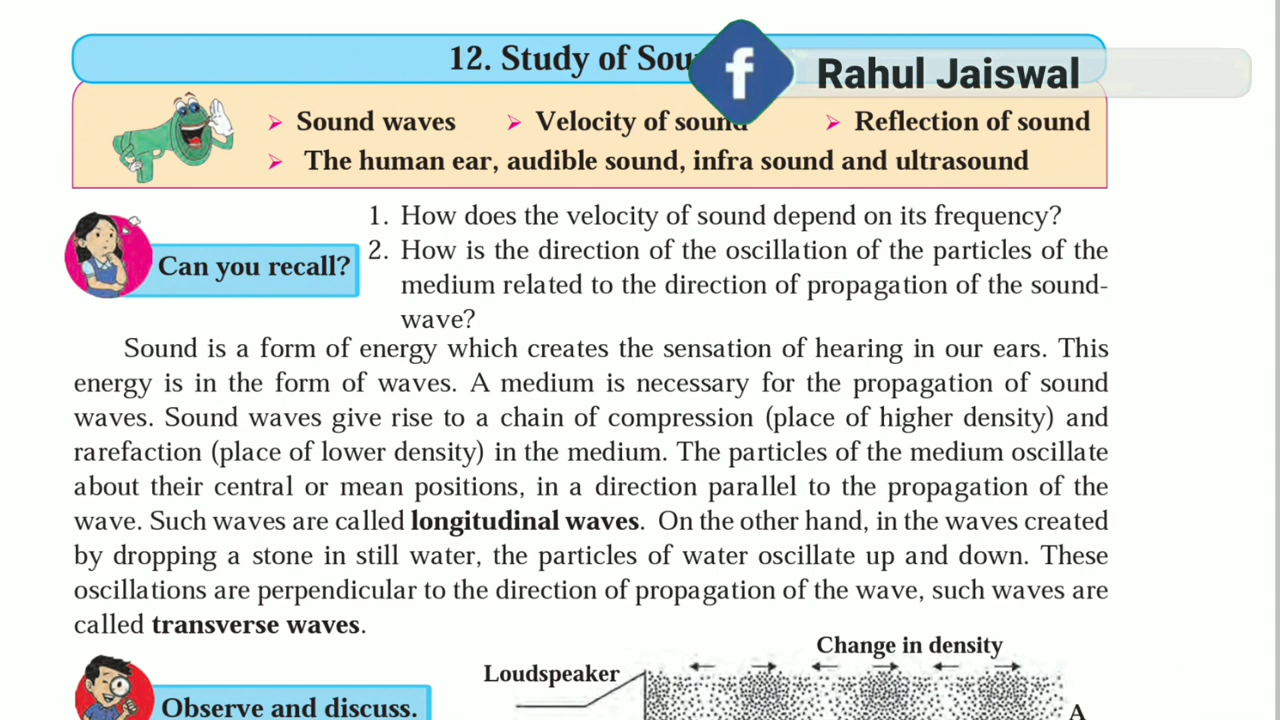 12. Study of
f Rahul Jaiswal
➢ Sound waves ➢ Velocity of sound ➢ Reflection of sound
➢ The human ear, audible sound, infra sound and ultrasound
Can you recall?
1. How does the velocity of sound depend on its frequency?
2. How is the direction of the oscillation of the particles of the
medium related to the direction of propagation of the sound-
wave?
Sound is a form of energy which creates the sensation of hearing in our ears. This
energy is in the form of waves. A medium is necessary for the propagation of sound
waves. Sound waves give rise to a chain of compression (place of higher density) and
rarefaction (place of lower density) in the medium. The particles of the medium oscillate
about their central or mean positions, in a direction parallel to the propagation of the
wave. Such waves are called longitudinal waves. On the other hand, in the waves created
by dropping a stone in still water, the particles of water oscillate up and down. These
oscillations are perpendicular to the direction of propagation of the wave, such waves are
called transverse waves.
Change in density
Loudspeaker
Observe and discuss.
A